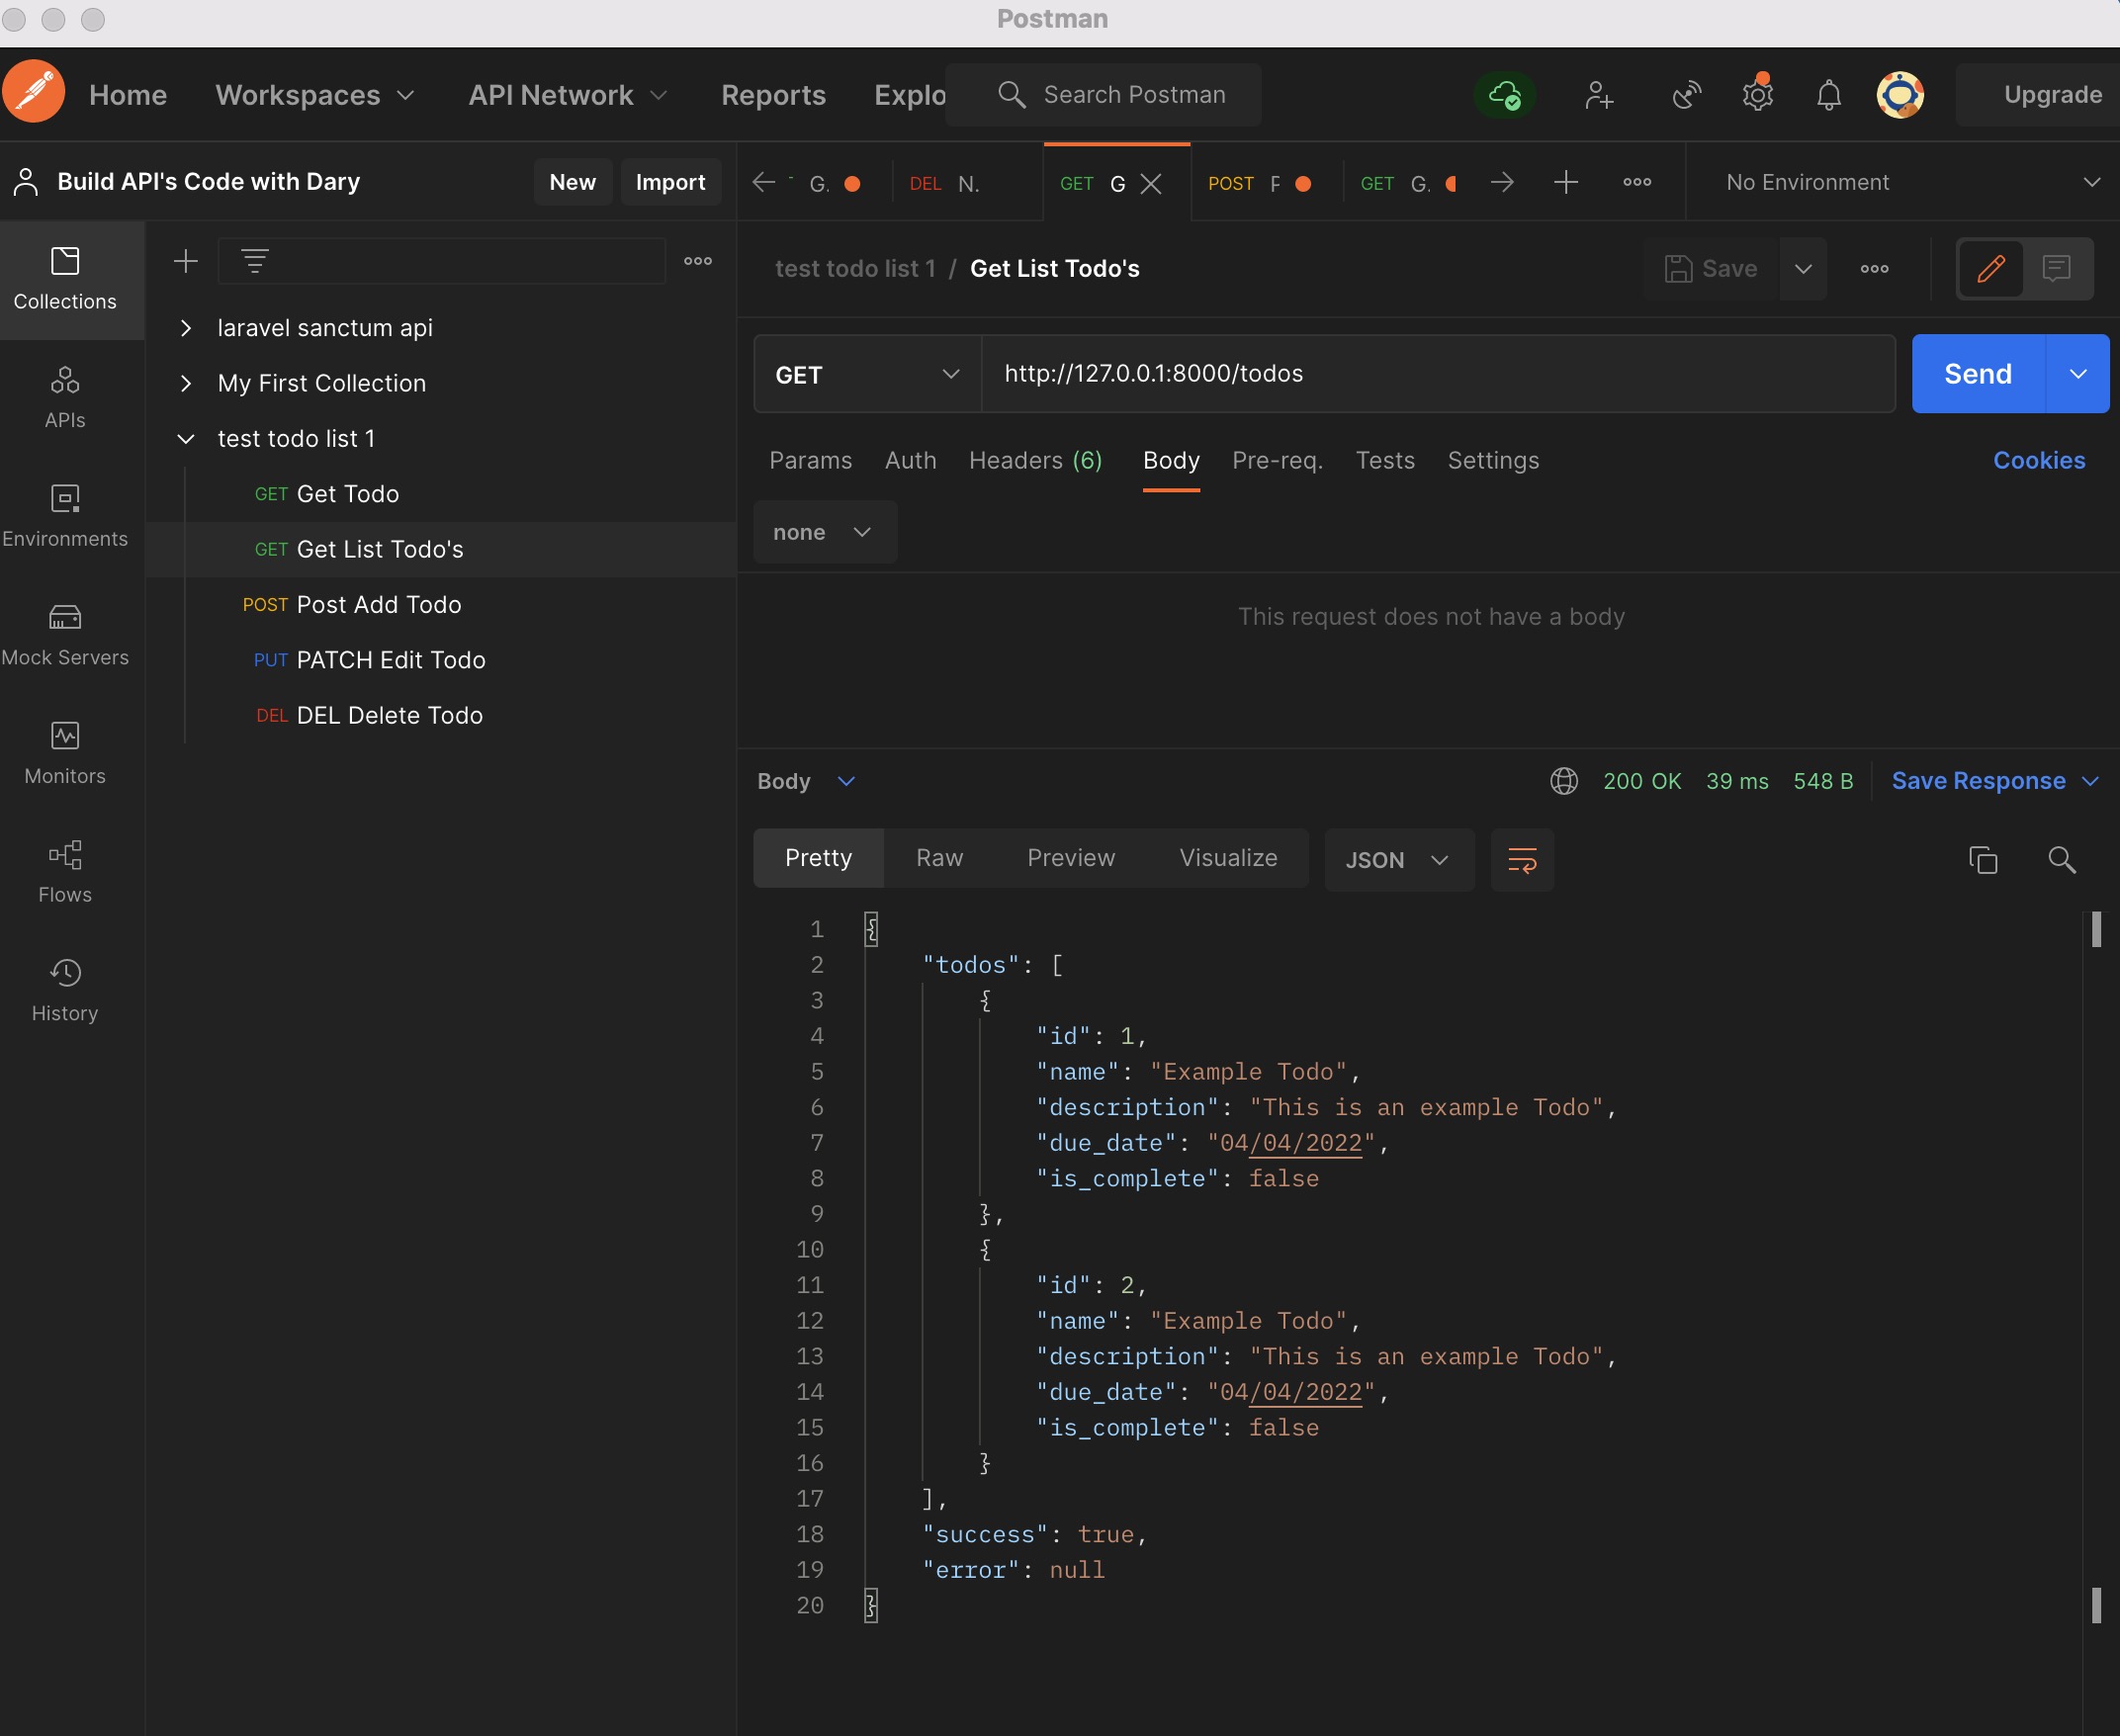 Postman
Home Workspaces API Network Reports Explo Search Postman Upgrade
Build API's Code with Dary New Import
G. DEL N. GET G POST F GET G. No Environment
Collections
APIs
Environments
Mock Servers
Monitors
Flows
History
laravel sanctum api
My First Collection
test todo list 1
GET Get Todo
GET Get List Todo's
POST Post Add Todo
PUT PATCH Edit Todo
DEL DEL Delete Todo
test todo list 1 / Get List Todo's Save
GET http://127.0.0.1:8000/todos Send
Params Auth Headers (6) Body Pre-req. Tests Settings Cookies
none
This request does not have a body
Body 200 OK 39 ms 548 B Save Response
Pretty Raw Preview Visualize JSON
1 {
2 "todos": [
3 {
4 "id": 1,
5 "name": "Example Todo",
6 "description": "This is an example Todo",
7 "due_date": "04/04/2022",
8 "is_complete": false
9 },
10 {
11 "id": 2,
12 "name": "Example Todo",
13 "description": "This is an example Todo",
14 "due_date": "04/04/2022",
15 "is_complete": false
16 }
17 ],
18 "success": true,
19 "error": null
20 }